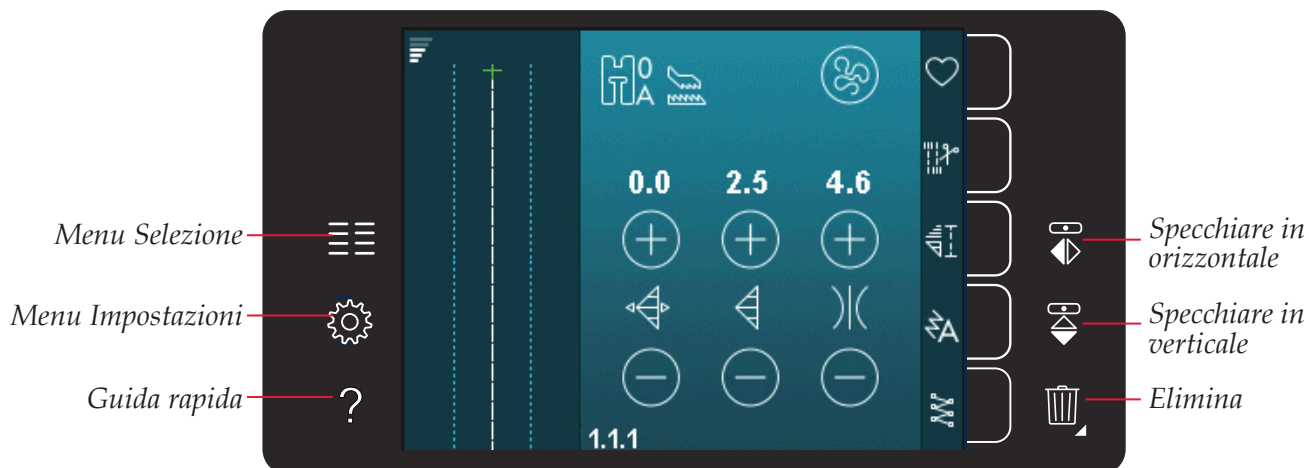 0
A
0.0 2.5 4.6
Menu Selezione
Menu Impostazioni
Guida rapida
?
A
1.1.1
Specchiare in
orizzontale
Specchiare in
verticale
Elimina